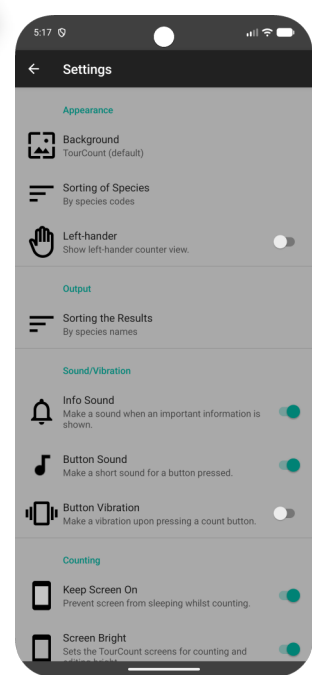 5:17
Settings
Appearance
Background
TourCount (default)
Sorting of Species
By species codes
Left-hander
Show left-hander counter view.
Output
Sorting the Results
By species names
Sound/Vibration
Info Sound
Make a sound when an important information is
shown.
Button Sound
Make a short sound for a button pressed.
Button Vibration
Make a vibration upon pressing a count button.
Counting
Keep Screen On
Prevent screen from sleeping whilst counting.
Screen Bright
Sets the TourCount screens for counting and
editing bright.